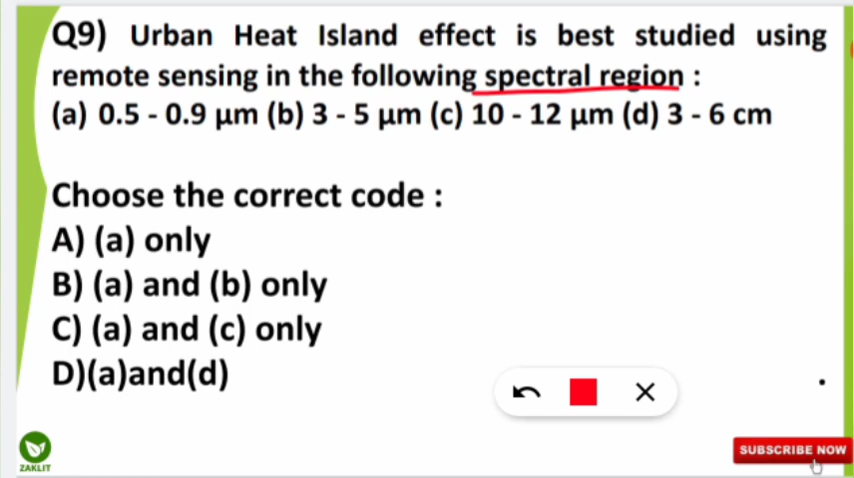 Q9) Urban Heat Island effect is best studied using
remote sensing in the following spectral region :
(a) 0.5 - 0.9 µm (b) 3 - 5 µm (c) 10 - 12 µm (d) 3 - 6 cm
Choose the correct code :
A) (a) only
B) (a) and (b) only
C) (a) and (c) only
D)(a)and(d)
ZAKLIT
SUBSCRIBE NOW